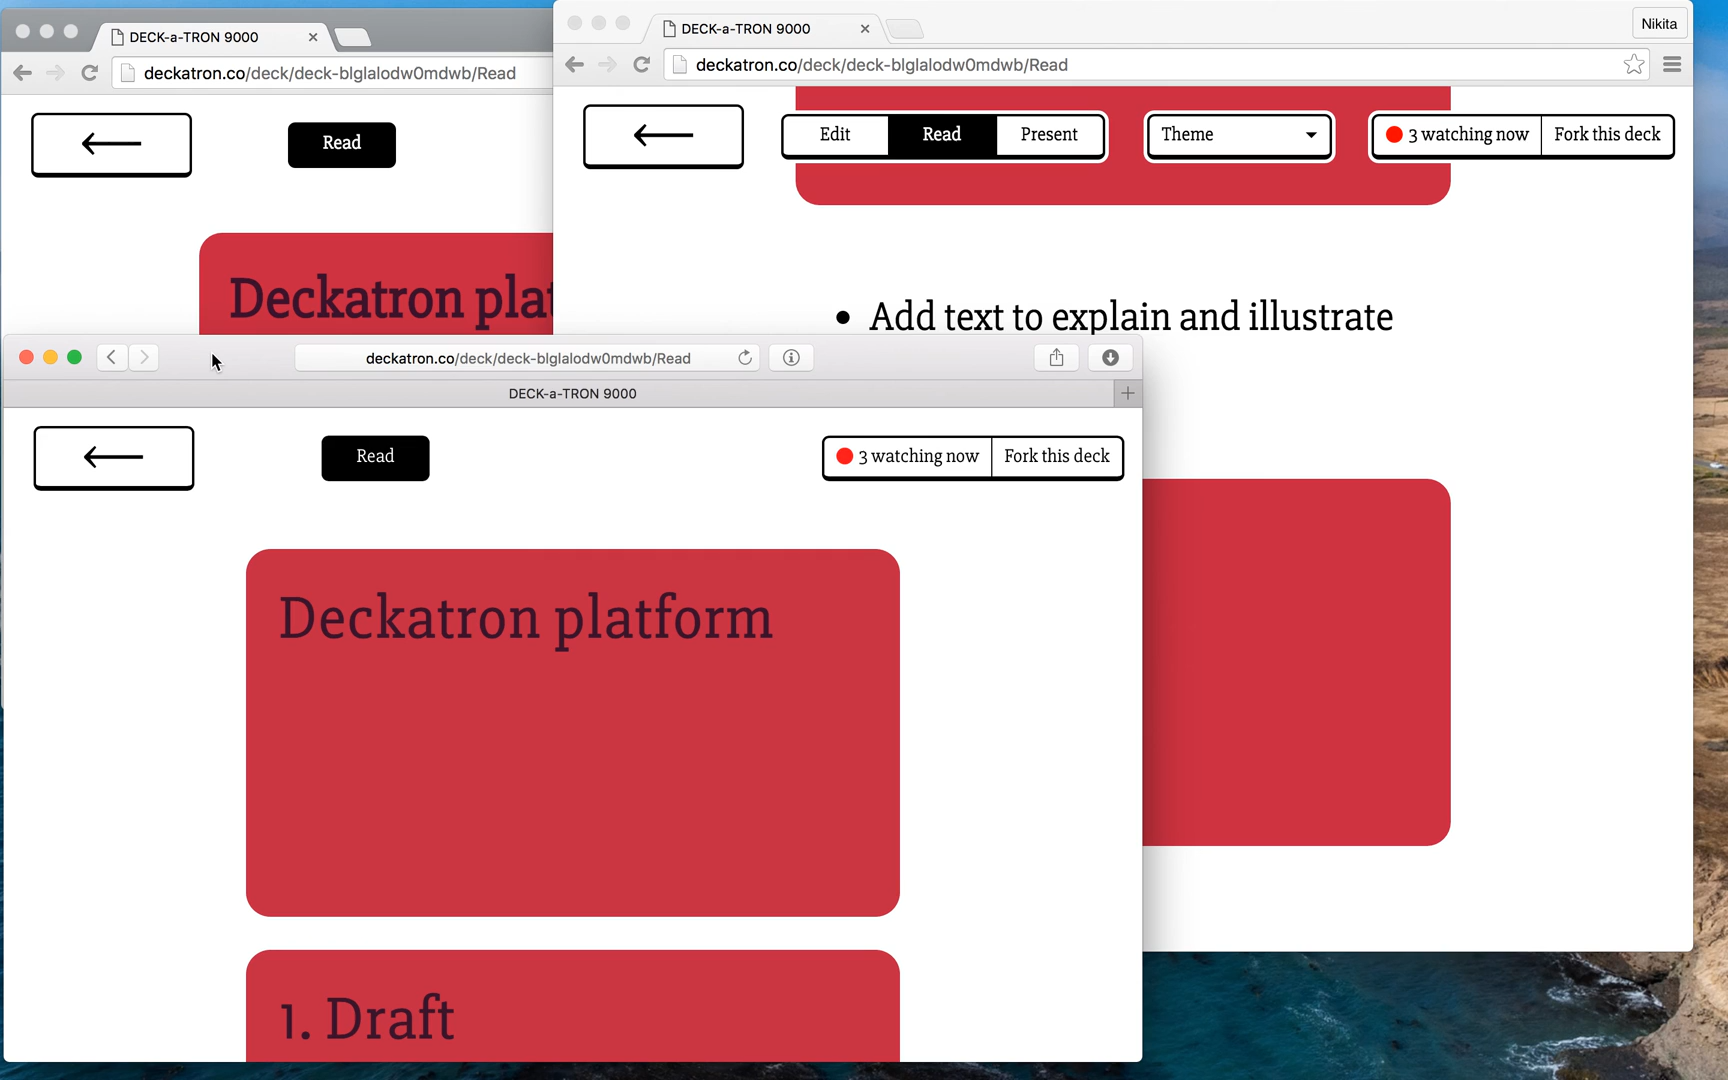 DECK-a-TRON 9000
deckatron.co/deck/deck-blglalodw0mdwb/Read
Read
Deckatron plat
DECK-a-TRON 9000
Nikita
deckatron.co/deck/deck-blglalodw0mdwb/Read
Edit Read Present Theme 3 watching now Fork this deck
• Add text to explain and illustrate
deckatron.co/deck/deck-blglalodw0mdwb/Read
DECK-a-TRON 9000
Read 3 watching now Fork this deck
Deckatron platform
1. Draft